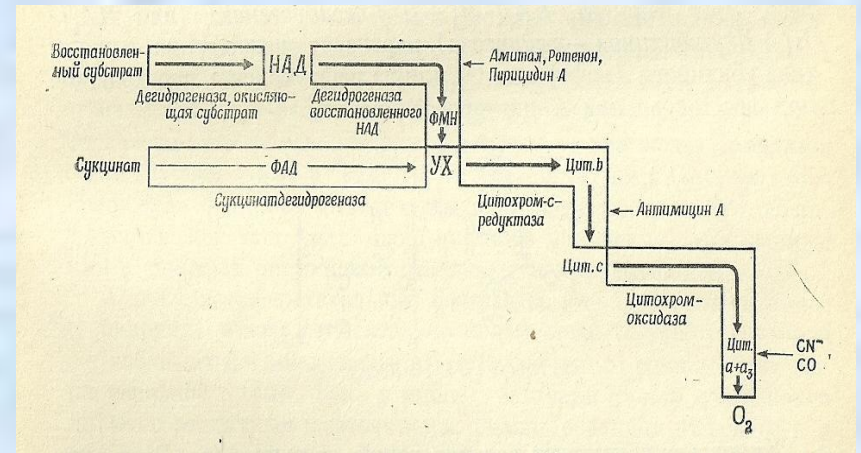 Восстановлен-
ный субстрат
НАД
Амитал, Ротенон,
Пирицидин А
Дегидрогеназа, окисляю-
щая субстрат
Дегидрогеназа
восстановленного
НАД
ФМН
Сукцинат
ФАД
УХ
Цит.b
Сукцинатдегидрогеназа
Цитохром-с-
редуктаза
Антимицин А
Цит.с
Цитохром-
оксидаза
Цит.
a+a₃
CN⁻,
CO
O₂